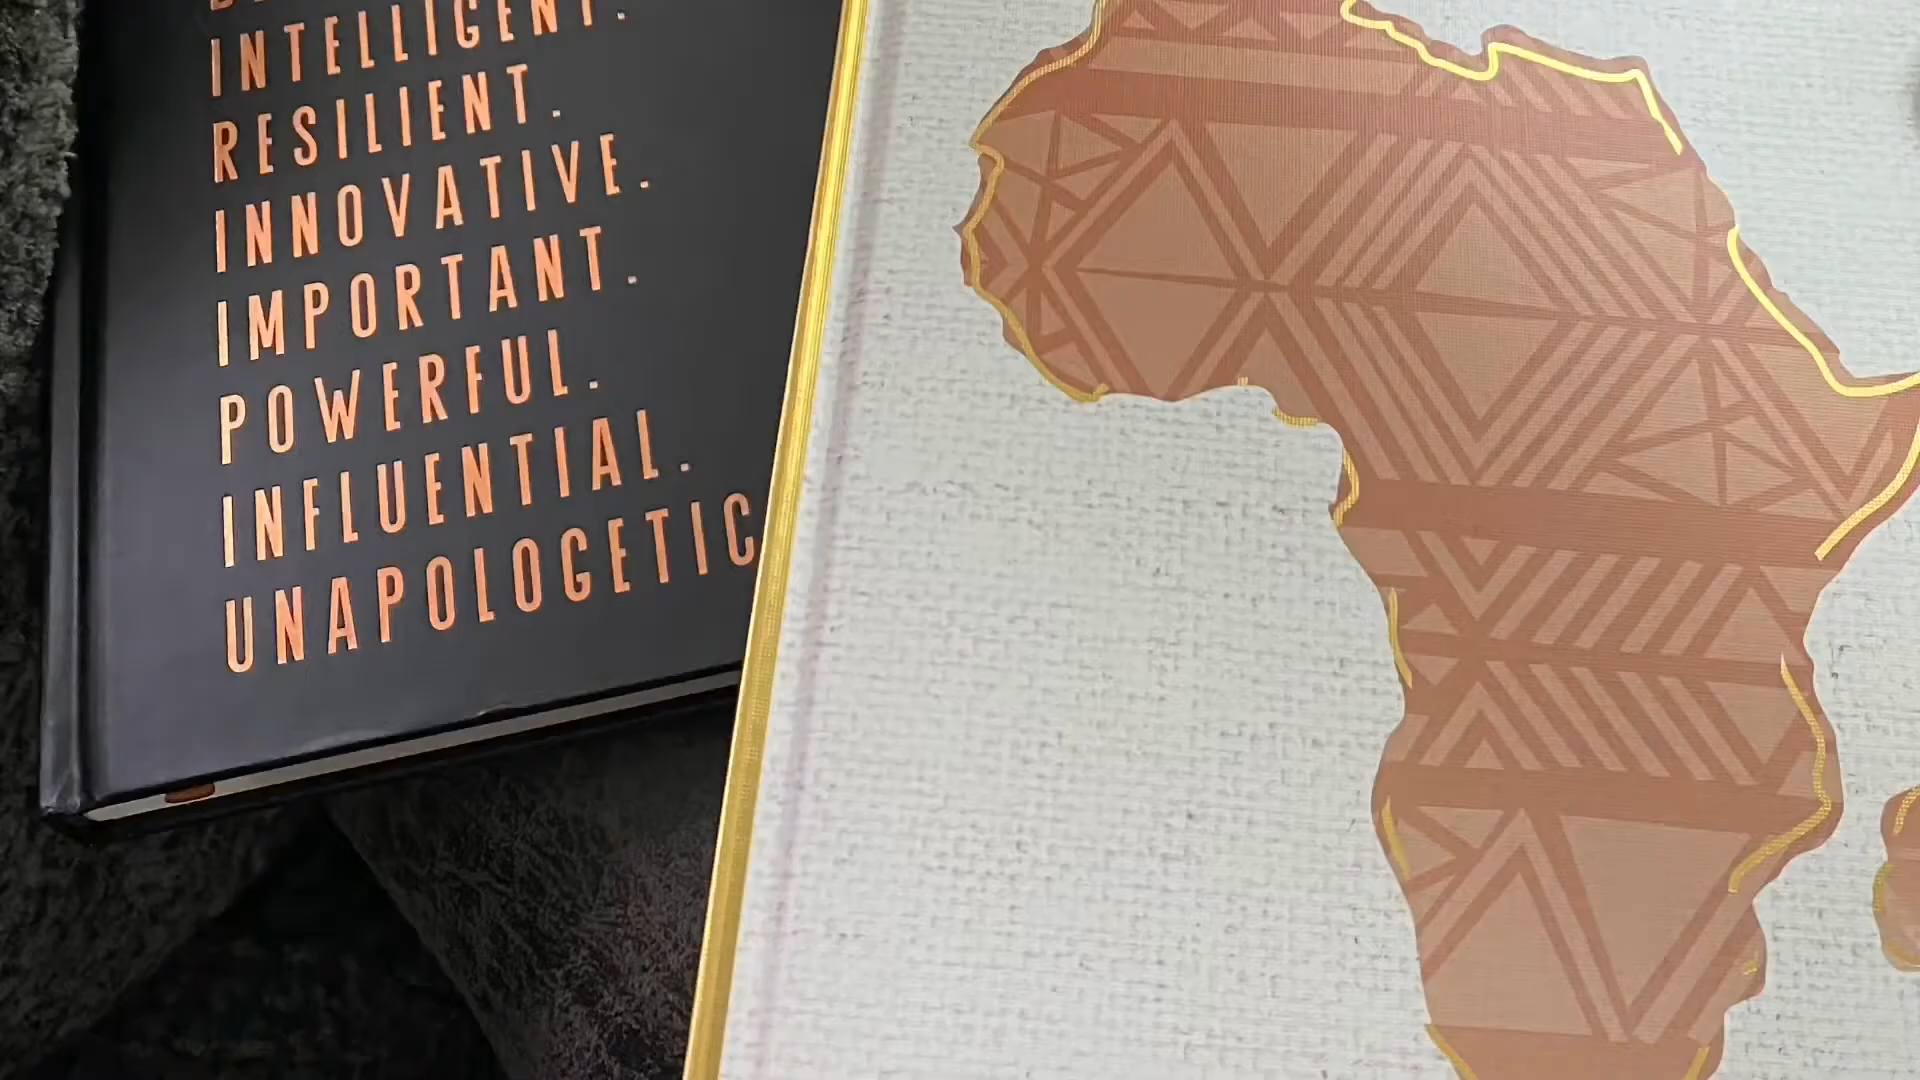 INTELLIGENT.
RESILIENT.
INNOVATIVE.
IMPORTANT.
POWERFUL.
INFLUENTIAL.
UNAPOLOGETIC